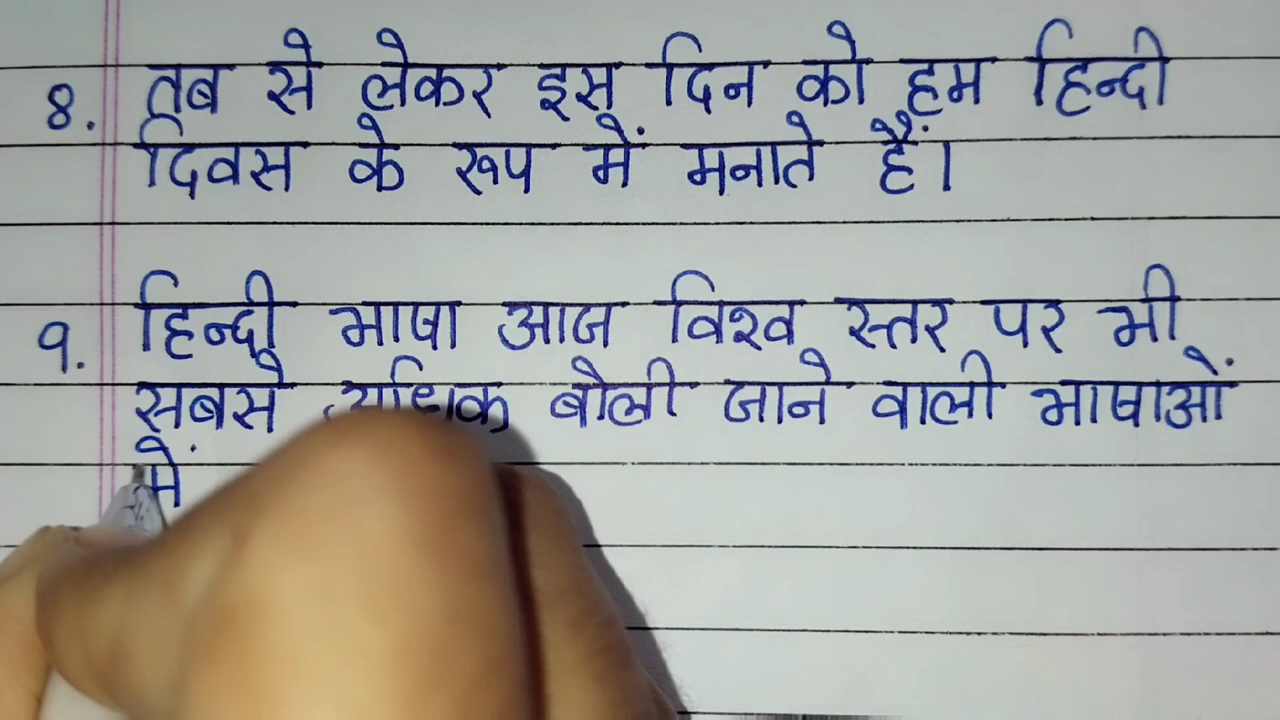 8. तब से लेकर इस दिन को हम हिन्दी
दिवस के रूप में मनाते हैं।
9. हिन्दी भाषा आज विश्व स्तर पर भी
सबसे अधिक बोली जाने वाली भाषाओं
में